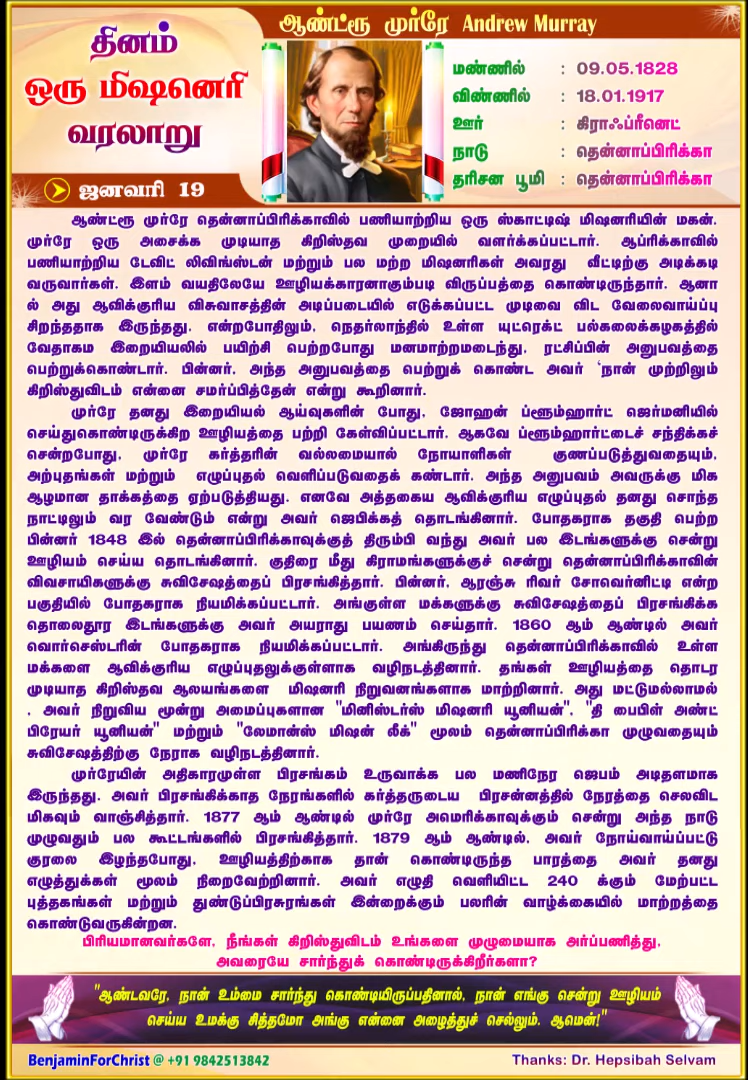 தினம்
ஒரு மிஷனெரி
வரலாறு
ஜனவரி 19
ஆண்ட்ரூ முர்ரே Andrew Murray
மண்ணில் : 09.05.1828
விண்ணில் : 18.01.1917
ஊர் : கிராஃப்ரீனெட்
நாடு : தென்னாப்பிரிக்கா
தரிசன பூமி : தென்னாப்பிரிக்கா
ஆண்ட்ரூ முர்ரே தென்னாப்பிரிக்காவில் பணியாற்றிய ஒரு ஸ்காட்டிஷ் மிஷனரியின் மகன்.
முர்ரே ஒரு அசைக்க முடியாத கிறிஸ்தவ முறையில் வளர்க்கப்பட்டார். ஆப்ரிக்காவில்
பணியாற்றிய டேவிட் லிவிங்ஸ்டன் மற்றும் பல மற்ற மிஷனரிகள் அவரது வீட்டிற்கு அடிக்கடி
வருவார்கள். இளம் வயதிலேயே ஊழியக்காரனாகும்படி விருப்பத்தை கொண்டிருந்தார். ஆனா
ல் அது ஆவிக்குரிய விசுவாசத்தின் அடிப்படையில் எடுக்கப்பட்ட முடிவை விட வேலைவாய்ப்பு
சிறந்ததாக இருந்தது. என்றபோதிலும், நெதர்லாந்தில் உள்ள யுட்ரெக்ட் பல்கலைக்கழகத்தில்
வேதாகம இறையியலில் பயிற்சி பெற்றபோது மனமாற்றமடைந்து, ரட்சிப்பின் அனுபவத்தை
பெற்றுக்கொண்டார். பின்னர், அந்த அனுபவத்தை பெற்றுக் கொண்ட அவர் 'நான் முற்றிலும்
கிறிஸ்துவிடம் என்னை சமர்ப்பித்தேன் என்று கூறினார்.
முர்ரே தனது இறையியல் ஆய்வுகளின் போது, ஜோஹன் ப்ளூம்ஹார்ட் ஜெர்மனியில்
செய்துகொண்டிருக்கிற ஊழியத்தை பற்றி கேள்விப்பட்டார். ஆகவே ப்ளூம்ஹார்ட்டைச் சந்திக்கச்
சென்றபோது, முர்ரே கர்த்தரின் வல்லமையால் நோயாளிகள் குணப்படுத்துவதையும்,
அற்புதங்கள் மற்றும் எழுப்புதல் வெளிப்படுவதைக் கண்டார். அந்த அனுபவம் அவருக்கு மிக
ஆழமான தாக்கத்தை ஏற்படுத்தியது. எனவே அத்தகைய ஆவிக்குரிய எழுப்புதல் தனது சொந்த
நாட்டிலும் வர வேண்டும் என்று அவர் ஜெபிக்கத் தொடங்கினார். போதகராக தகுதி பெற்ற
பின்னர் 1848 இல் தென்னாப்பிரிக்காவுக்குத் திரும்பி வந்து அவர் பல இடங்களுக்கு சென்று
ஊழியம் செய்ய தொடங்கினார். குதிரை மீது கிராமங்களுக்குச் சென்று தென்னாப்பிரிக்காவின்
விவசாயிகளுக்கு சுவிசேஷத்தைப் பிரசங்கித்தார். பின்னர், ஆரஞ்சு ரிவர் சோவெர்னிட்டி என்ற
பகுதியில் போதகராக நியமிக்கப்பட்டார். அங்குள்ள மக்களுக்கு சுவிசேஷத்தைப் பிரசங்கிக்க
தொலைதூர இடங்களுக்கு அவர் அயராது பயணம் செய்தார். 1860 ஆம் ஆண்டில் அவர்
வொர்செஸ்டரின் போதகராக நியமிக்கப்பட்டார். அங்கிருந்து தென்னாப்பிரிக்காவில் உள்ள
மக்களை ஆவிக்குரிய எழுப்புதலுக்குள்ளாக வழிநடத்தினார். தங்கள் ஊழியத்தை தொடர
முடியாத கிறிஸ்தவ ஆலயங்களை மிஷனரி நிறுவனங்களாக மாற்றினார். அது மட்டுமல்லாமல்
, அவர் நிறுவிய மூன்று அமைப்புகளான "மினிஸ்டர்ஸ் மிஷனரி யூனியன்", "தி பைபிள் அண்ட்
பிரேயர் யூனியன்" மற்றும் "லேமான்ஸ் மிஷன் லீக்" மூலம் தென்னாப்பிரிக்கா முழுவதையும்
சுவிசேஷத்திற்கு நேராக வழிநடத்தினார்.
முர்ரேயின் அதிகாரமுள்ள பிரசங்கம் உருவாக்க பல மணிநேர ஜெபம் அடிதளமாக
இருந்தது. அவர் பிரசங்கிக்காத நேரங்களில் கர்த்தருடைய பிரசன்னத்தில் நேரத்தை செலவிட
மிகவும் வாஞ்சித்தார். 1877 ஆம் ஆண்டில் முர்ரே அமெரிக்காவுக்கும் சென்று அந்த நாடு
முழுவதும் பல கூட்டங்களில் பிரசங்கித்தார். 1879 ஆம் ஆண்டில், அவர் நோய்வாய்ப்பட்டு
குரலை இழந்தபோது, ஊழியத்திற்காக தான் கொண்டிருந்த பாரத்தை அவர் தனது
எழுத்துக்கள் மூலம் நிறைவேற்றினார். அவர் எழுதி வெளியிட்ட 240 க்கும் மேற்பட்ட
புத்தகங்கள் மற்றும் துண்டுப்பிரசுரங்கள் இன்றைக்கும் பலரின் வாழ்க்கையில் மாற்றத்தை
கொண்டுவருகின்றன.
பிரியமானவர்களே, நீங்கள் கிறிஸ்துவிடம் உங்களை முழுமையாக அர்ப்பணித்து,
அவரையே சார்ந்துக் கொண்டிருக்கிறீர்களா?
"ஆண்டவரே, நான் உம்மை சார்ந்து கொண்டியிருப்பதினால், நான் எங்கு சென்று ஊழியம்
செய்ய உமக்கு சித்தமோ அங்கு என்னை அழைத்துச் செல்லும். ஆமென்!"
BenjaminForChrist @ +91 9842513842
Thanks: Dr. Hepsibah Selvam